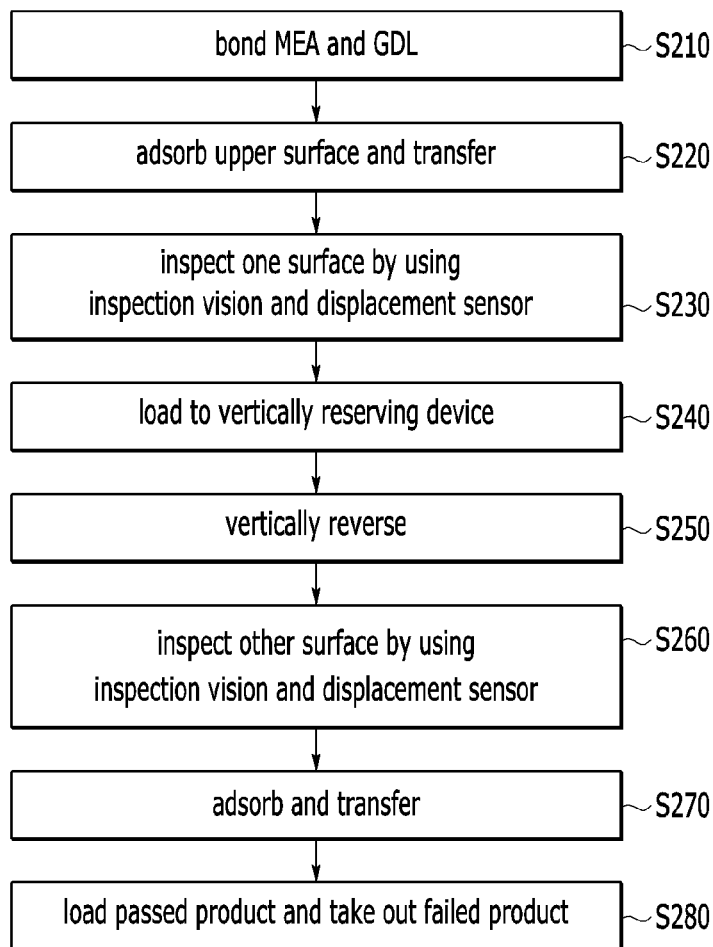 bond MEA and GDL
S210
adsorb upper surface and transfer
S220
inspect one surface by using
inspection vision and displacement sensor
S230
load to vertically reserving device
S240
vertically reverse
S250
inspect other surface by using
inspection vision and displacement sensor
S260
adsorb and transfer
S270
load passed product and take out failed product
S280